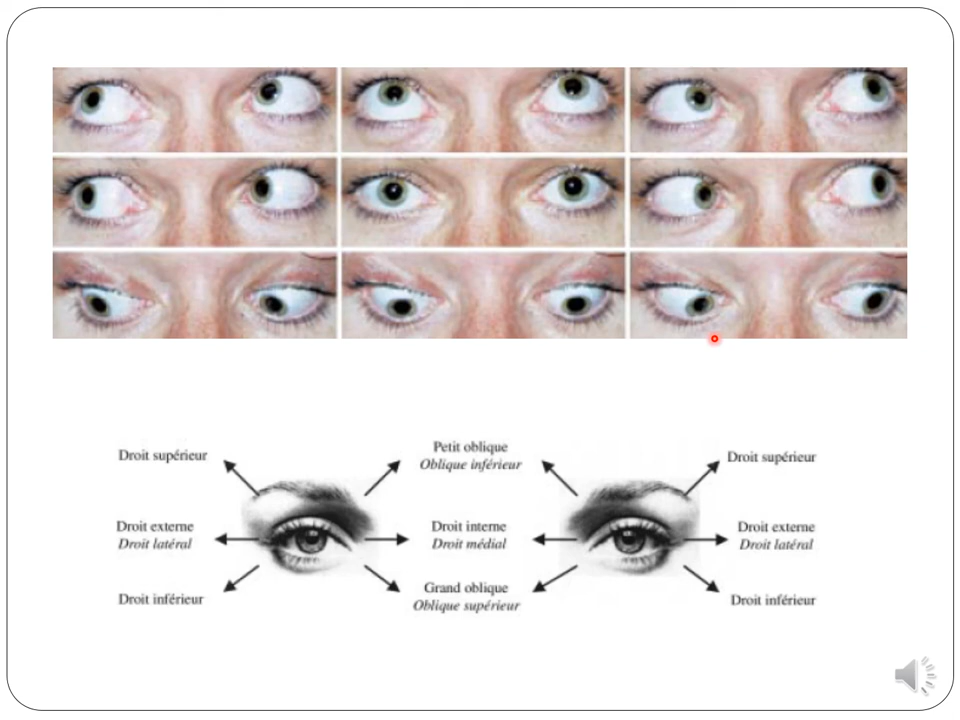 Droit supérieur
Petit oblique
Oblique inférieur
Droit supérieur
Droit externe
Droit latéral
Droit interne
Droit médial
Droit externe
Droit latéral
Droit inférieur
Grand oblique
Oblique supérieur
Droit inférieur